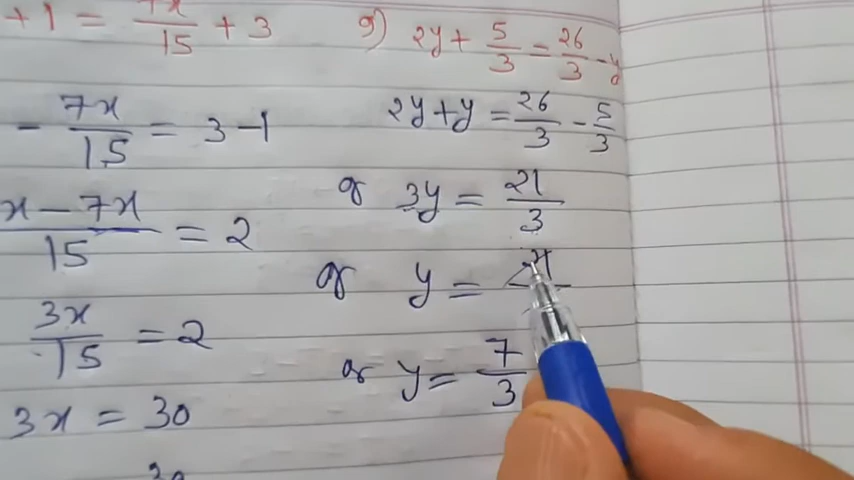 + 1 = 7x/15 + 3
- 7x/15 = 3 - 1
x - 7x/15 = 2
3x/15 = 2
3x = 30
30
9) 2y + 5/3 = 26/3 - y
2y + y = 26/3 - 5/3
or 3y = 21/3
or y = 21
or y = 7/3